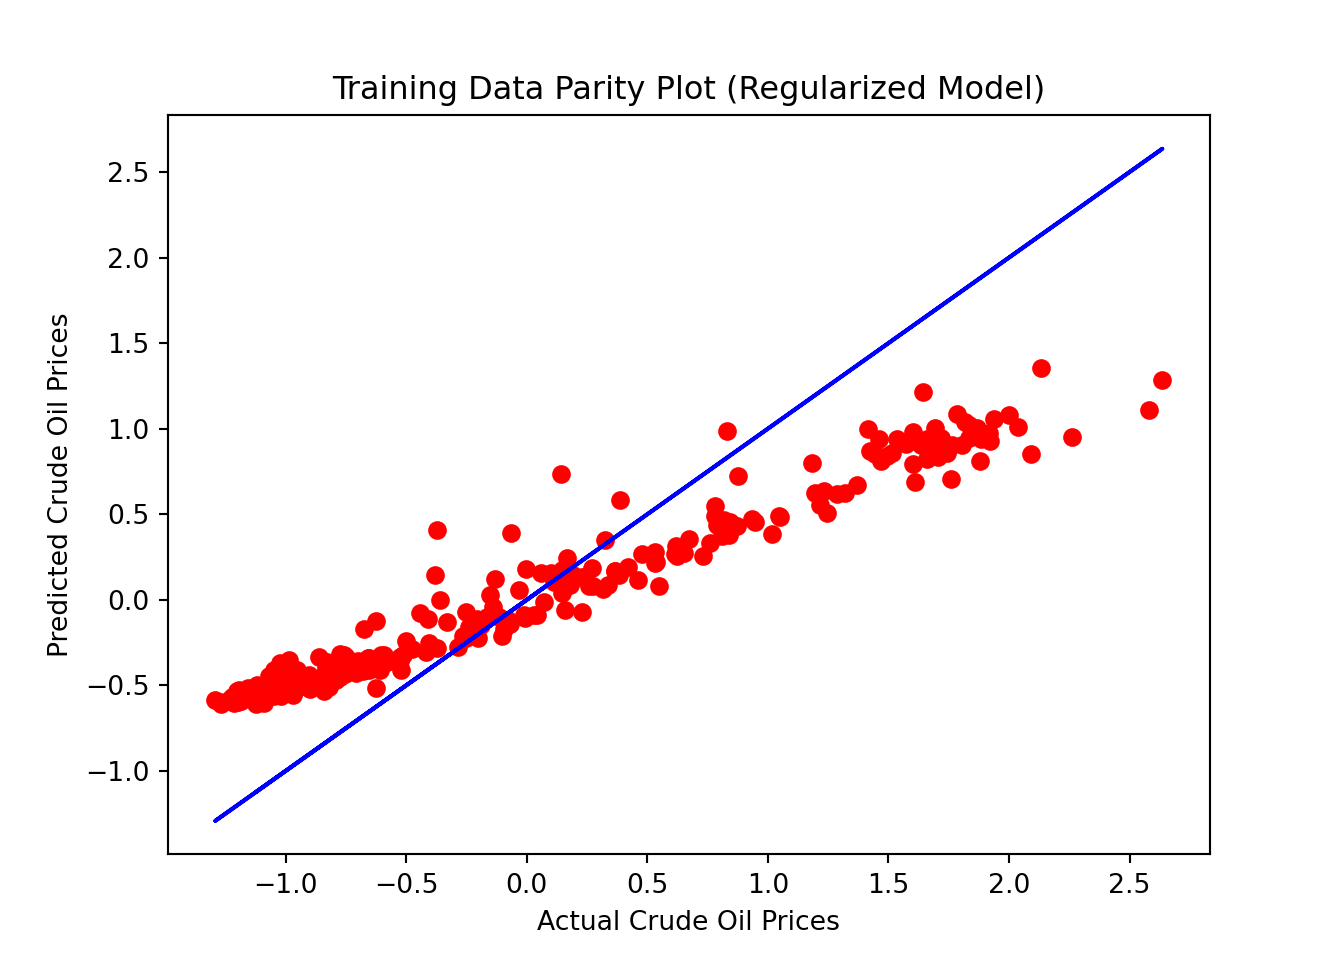 Training Data Parity Plot (Regularized Model)
2.5
2.0
1.5
1.0
0.5
0.0
−0.5
−1.0
Predicted Crude Oil Prices
−1.0 −0.5 0.0 0.5 1.0 1.5 2.0 2.5
Actual Crude Oil Prices